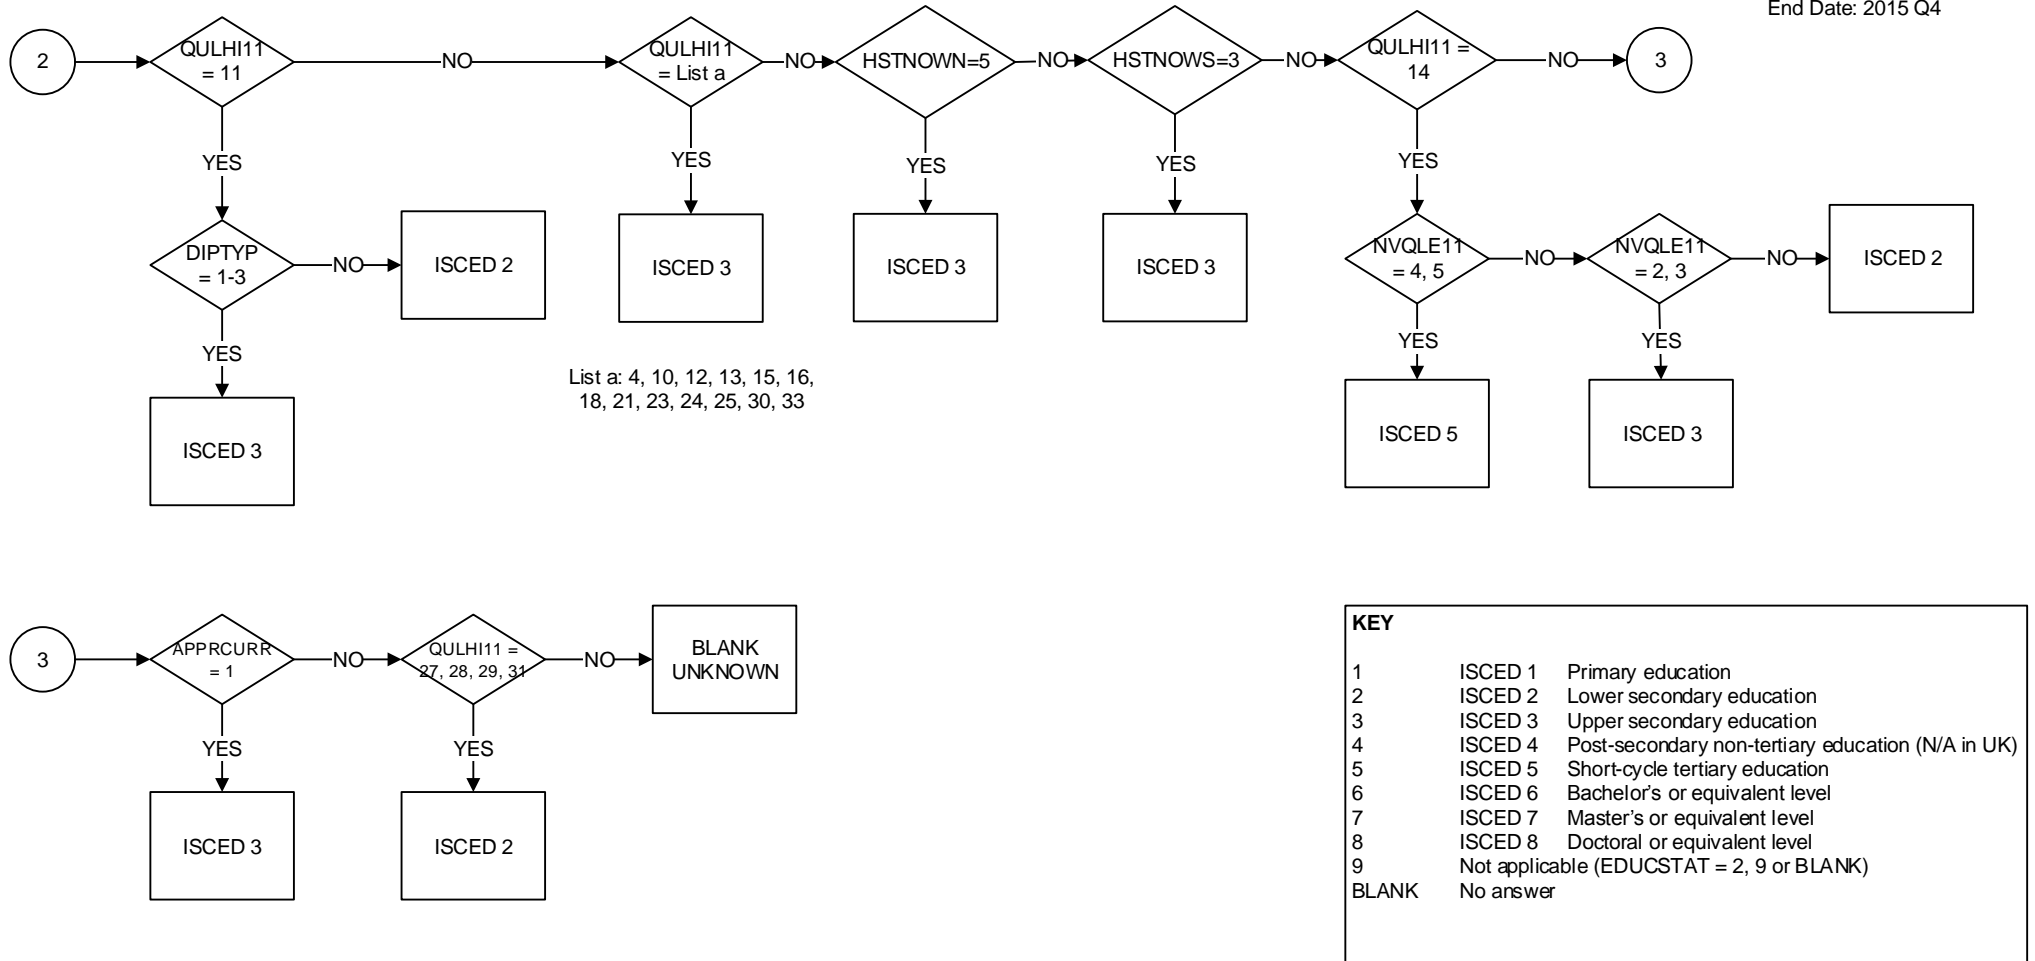 End Date: 2015 Q4
2
QULHI11
= 11
NO
QULHI11
= List a
NO
HSTNOWN=5
NO
HSTNOWS=3
NO
QULHI11 =
14
NO
3
YES
YES
YES
YES
YES
DIPTYP
= 1-3
NO
ISCED 2
ISCED 3
ISCED 3
ISCED 3
NVQLE11
= 4, 5
NO
NVQLE11
= 2, 3
NO
ISCED 2
YES
YES
YES
List a: 4, 10, 12, 13, 15, 16,
18, 21, 23, 24, 25, 30, 33
ISCED 3
ISCED 5
ISCED 3
3
APPRCURR
= 1
NO
QULHI11 =
27, 28, 29, 31
NO
BLANK
UNKNOWN
YES
YES
ISCED 3
ISCED 2
KEY
1 ISCED 1 Primary education
2 ISCED 2 Lower secondary education
3 ISCED 3 Upper secondary education
4 ISCED 4 Post-secondary non-tertiary education (N/A in UK)
5 ISCED 5 Short-cycle tertiary education
6 ISCED 6 Bachelor's or equivalent level
7 ISCED 7 Master's or equivalent level
8 ISCED 8 Doctoral or equivalent level
9 Not applicable (EDUCSTAT = 2, 9 or BLANK)
BLANK No answer